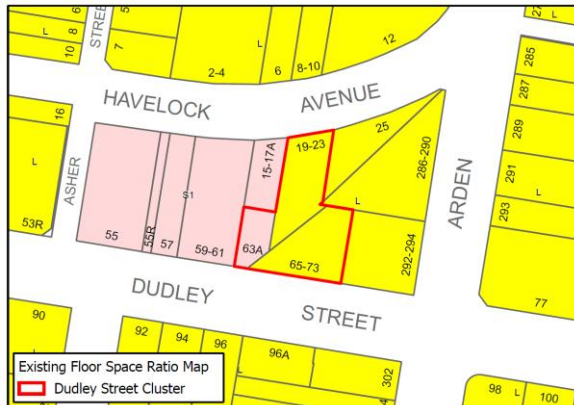 STREET
6
8
10
L
5
7
2-4
L
6
8-10
12
27
285
287
289
291
L
293
HAVELOCK AVENUE
16
ASHER
L
53R
55
55R
57
S1
59-61
15-17A
63A
19-23
25
L
65-73
286-290
292-294
ARDEN
77
DUDLEY STREET
90
92
94
96
L
96A
302
98
L
100
Existing Floor Space Ratio Map
Dudley Street Cluster